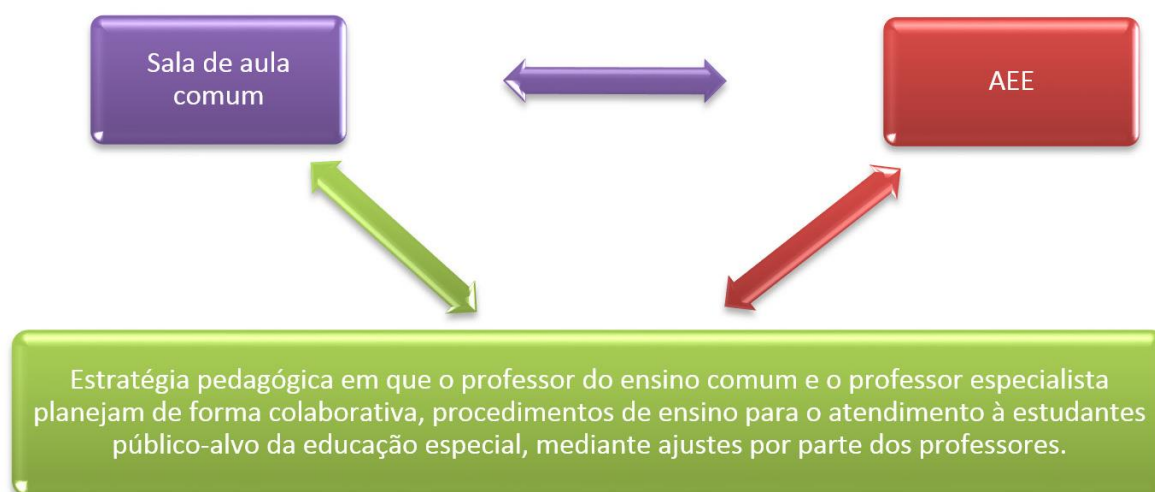 Sala de aula
comum
AEE
Estratégia pedagógica em que o professor do ensino comum e o professor especialista
planejam de forma colaborativa, procedimentos de ensino para o atendimento à estudantes
público-alvo da educação especial, mediante ajustes por parte dos professores.